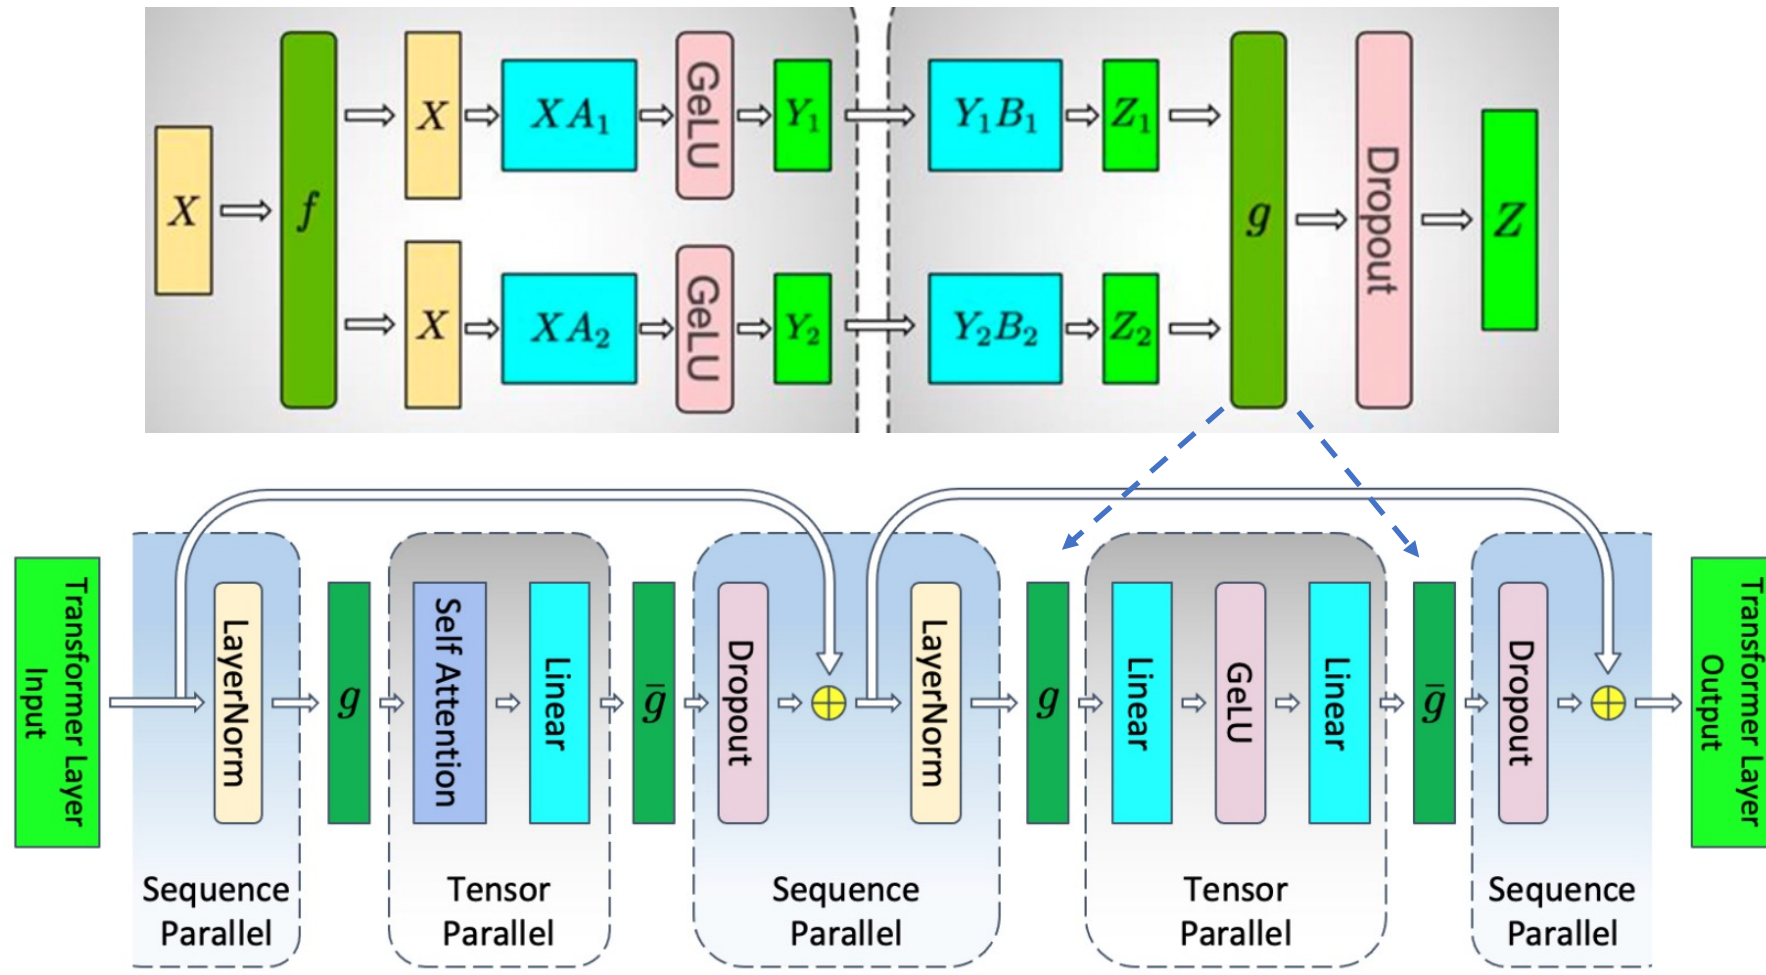 X
f
X
XA₁
GeLU
Y₁
X
XA₂
GeLU
Y₂
Y₁B₁
Z₁
Y₂B₂
Z₂
g
Dropout
Z
Transformer Layer
Input
LayerNorm
Sequence
Parallel
g
Self Attention
Linear
Tensor
Parallel
g̅
Dropout
LayerNorm
Sequence
Parallel
g
Linear
GeLU
Linear
Tensor
Parallel
g̅
Dropout
Sequence
Parallel
Transformer Layer
Output